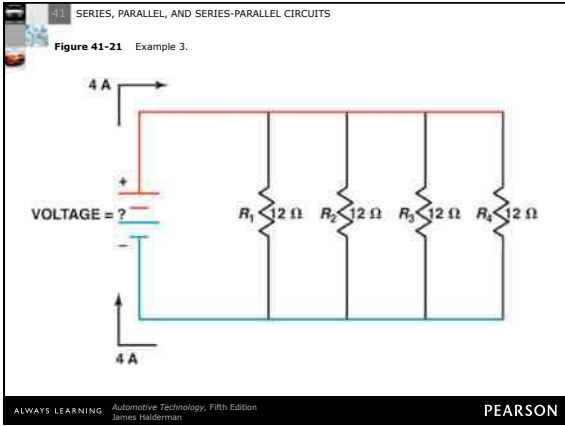 41 SERIES, PARALLEL, AND SERIES-PARALLEL CIRCUITS
Figure 41-21 Example 3.
4 A
+
VOLTAGE = ?
−
R1 12 Ω R2 12 Ω R3 12 Ω R4 12 Ω
4 A
ALWAYS LEARNING
Automotive Technology, Fifth Edition
James Halderman
PEARSON